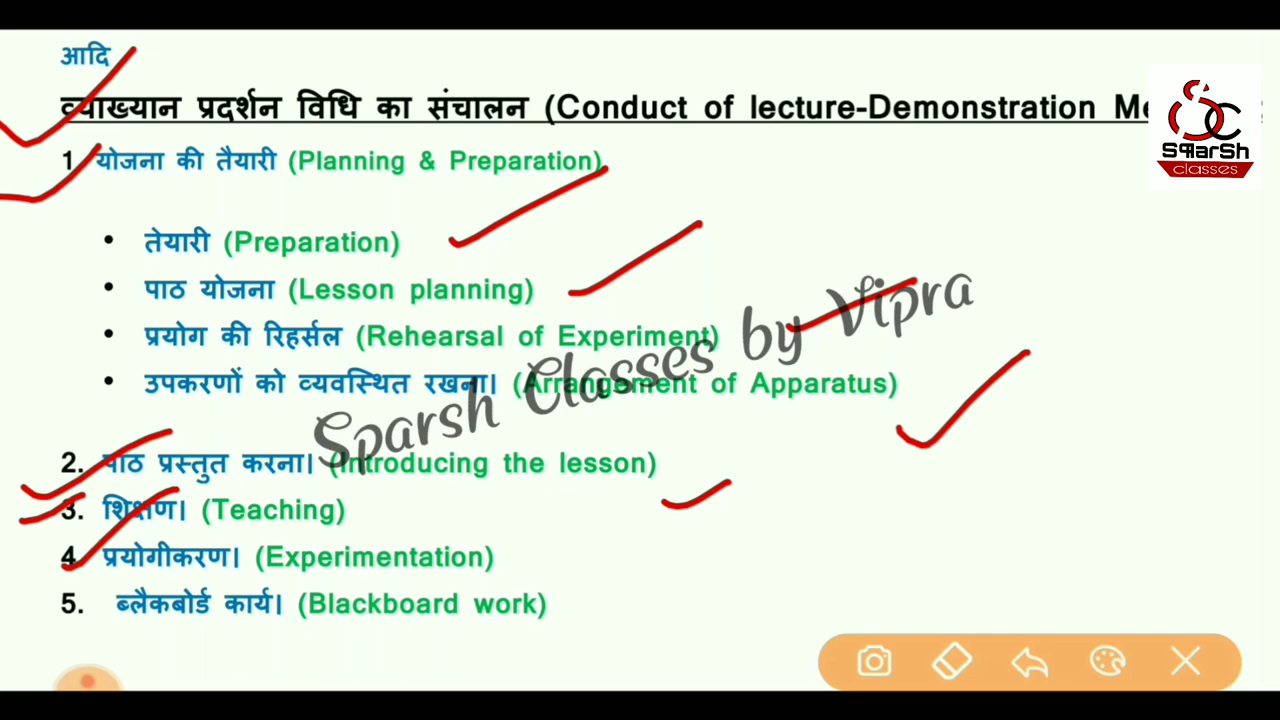 आदि
व्याख्यान प्रदर्शन विधि का संचालन (Conduct of lecture-Demonstration Me
SपarSh
classes
1. योजना की तैयारी (Planning & Preparation)
• तेयारी (Preparation)
• पाठ योजना (Lesson planning)
• प्रयोग की रिहर्सल (Rehearsal of Experiment)
• उपकरणों को व्यवस्थित रखना। (Arrangement of Apparatus)
Sparsh Classes by Vipra
2. पाठ प्रस्तुत करना। (Introducing the lesson)
3. शिक्षण। (Teaching)
4. प्रयोगीकरण। (Experimentation)
5. ब्लैकबोर्ड कार्य। (Blackboard work)